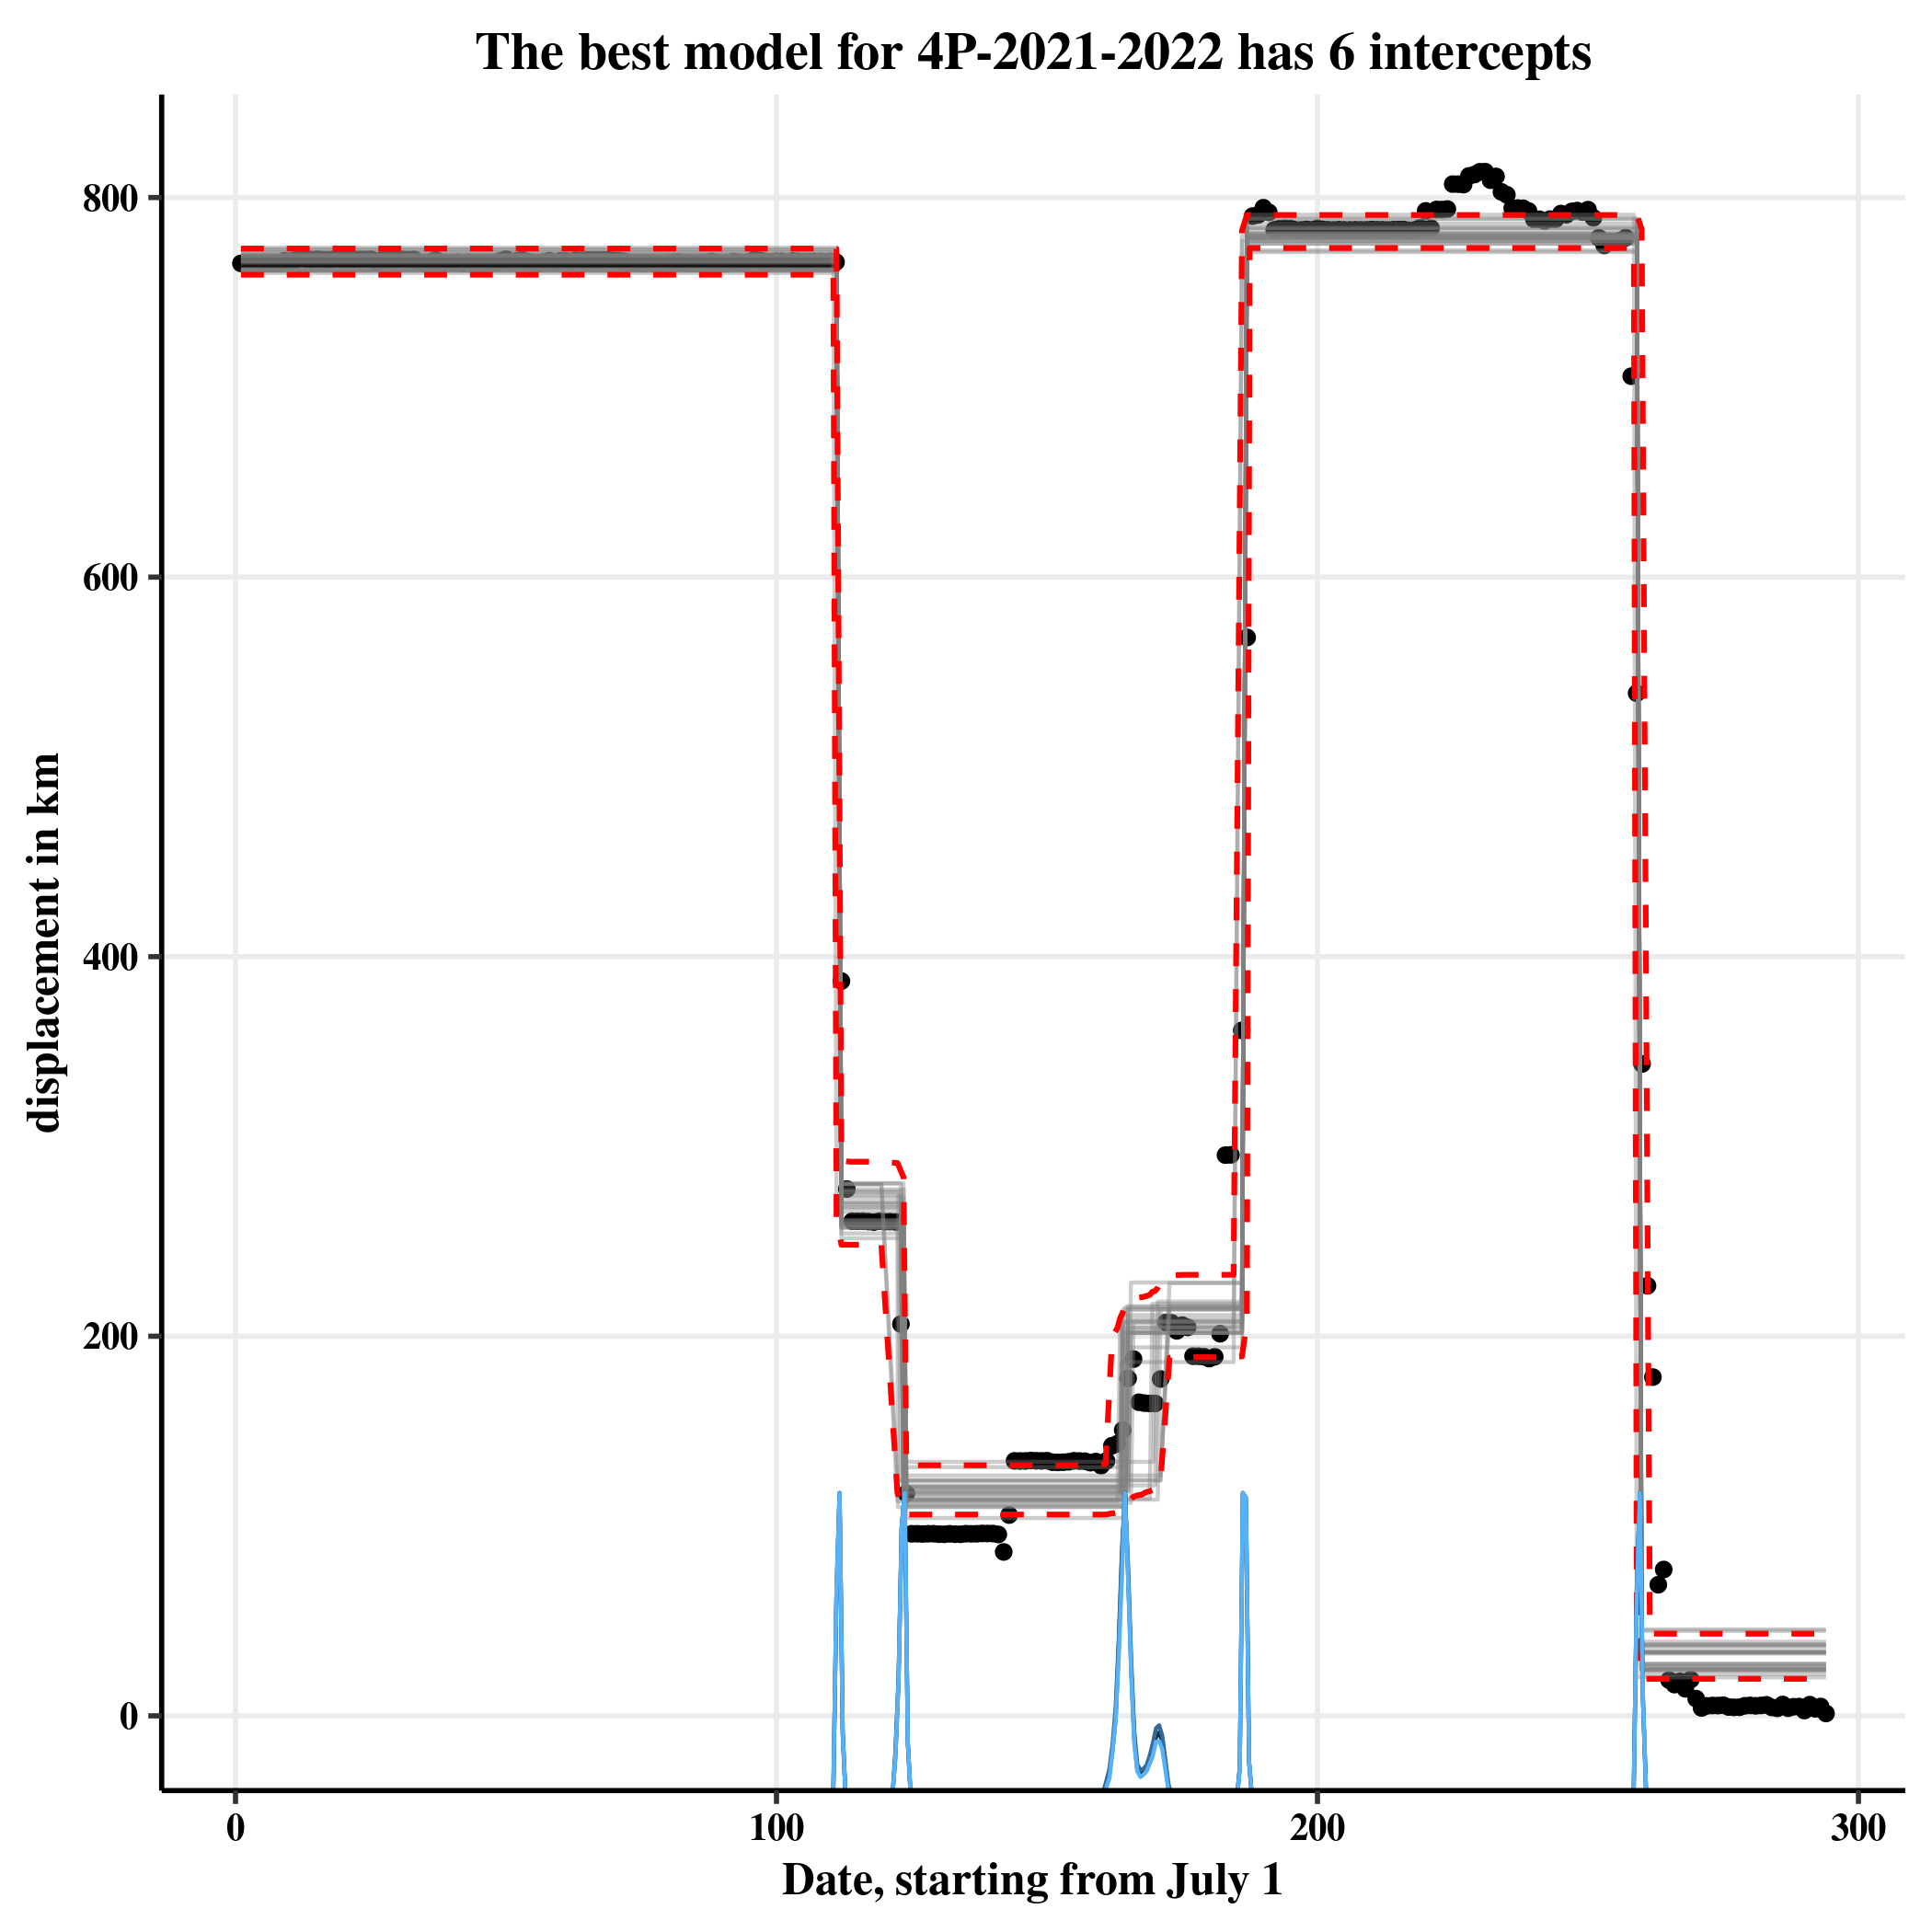 The best model for 4P-2021-2022 has 6 intercepts
800
600
400
200
0
displacement in km
0 100 200 300
Date, starting from July 1